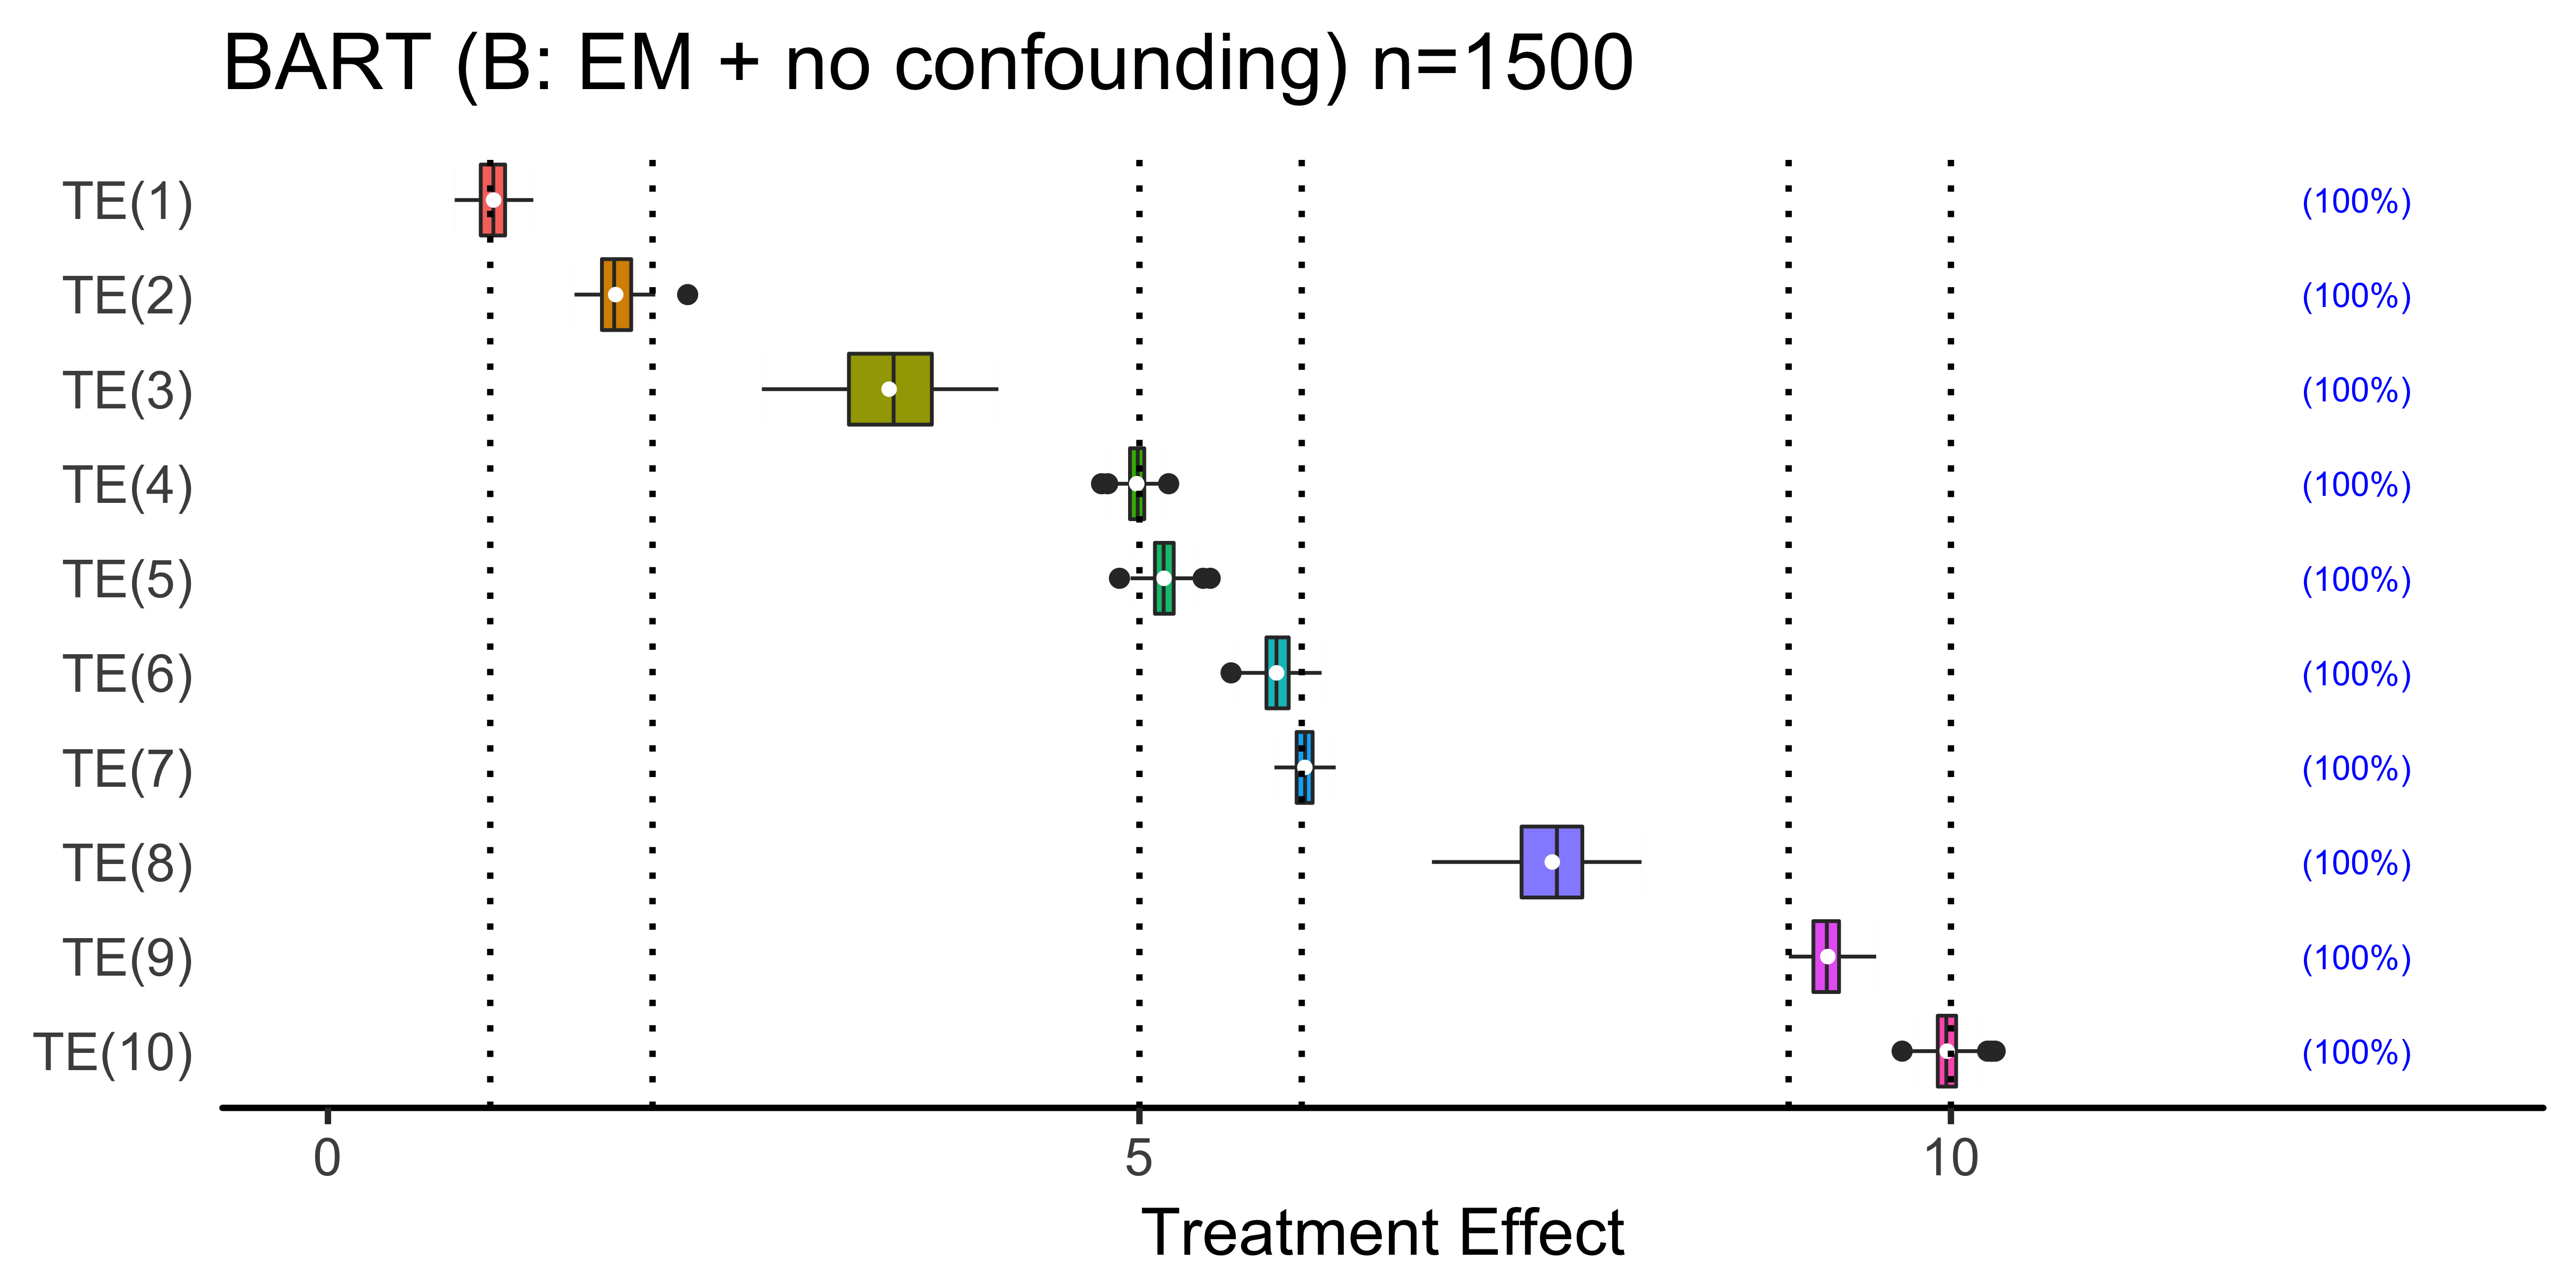 BART (B: EM + no confounding) n=1500
TE(1) (100%)
TE(2) (100%)
TE(3) (100%)
TE(4) (100%)
TE(5) (100%)
TE(6) (100%)
TE(7) (100%)
TE(8) (100%)
TE(9) (100%)
TE(10) (100%)
0 5 10
Treatment Effect